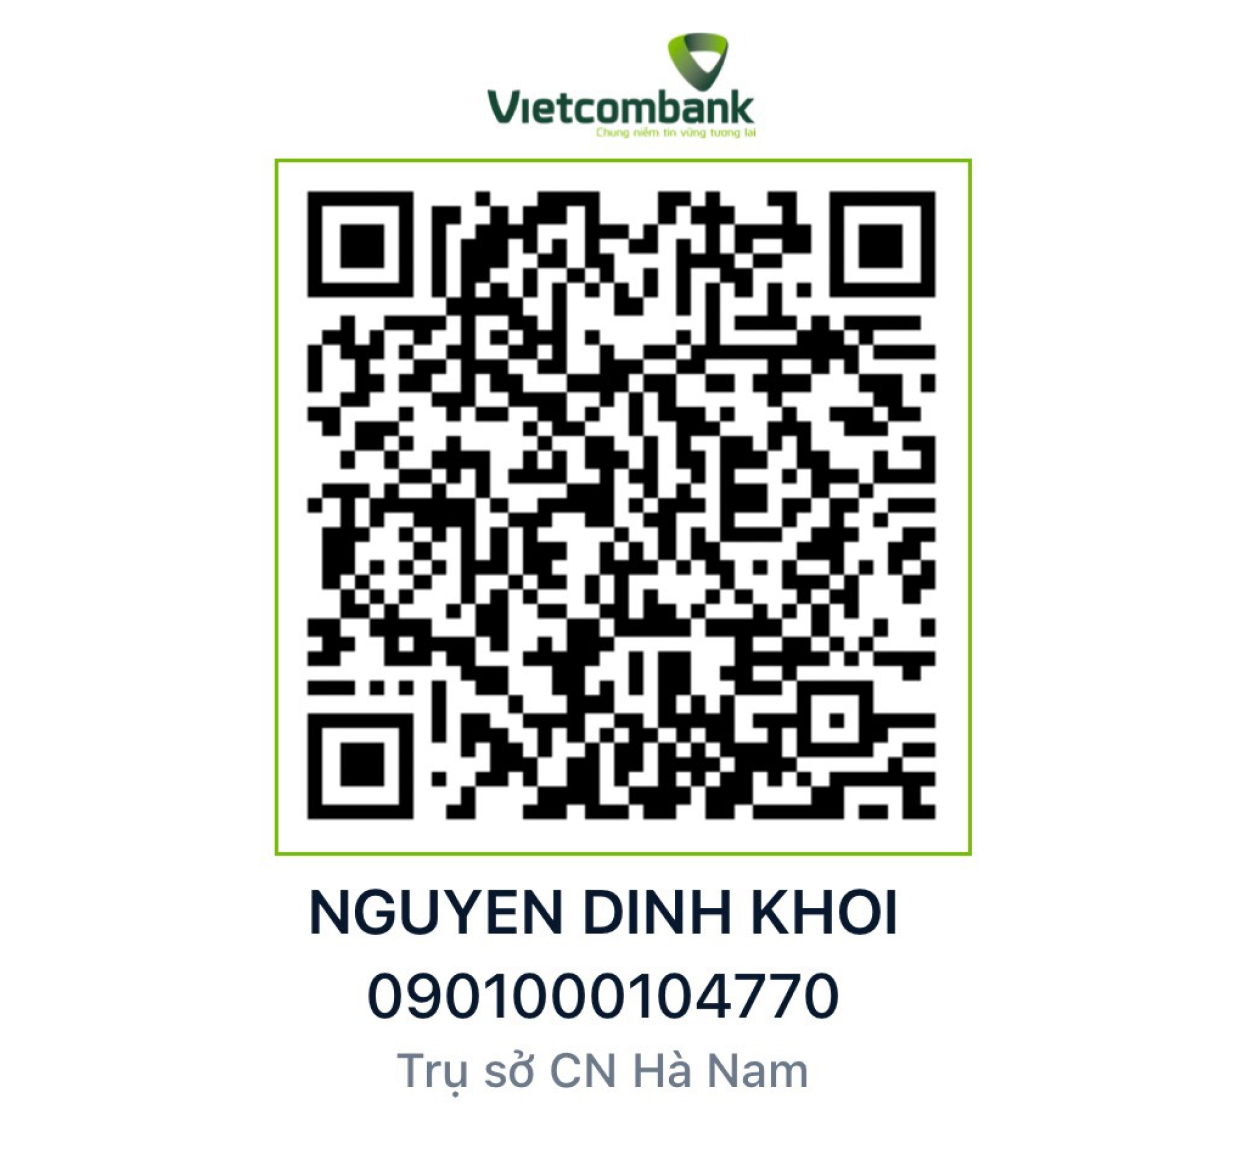 Vietcombank
Chung niềm tin vững tương lai
NGUYEN DINH KHOI
0901000104770
Trụ sở CN Hà Nam